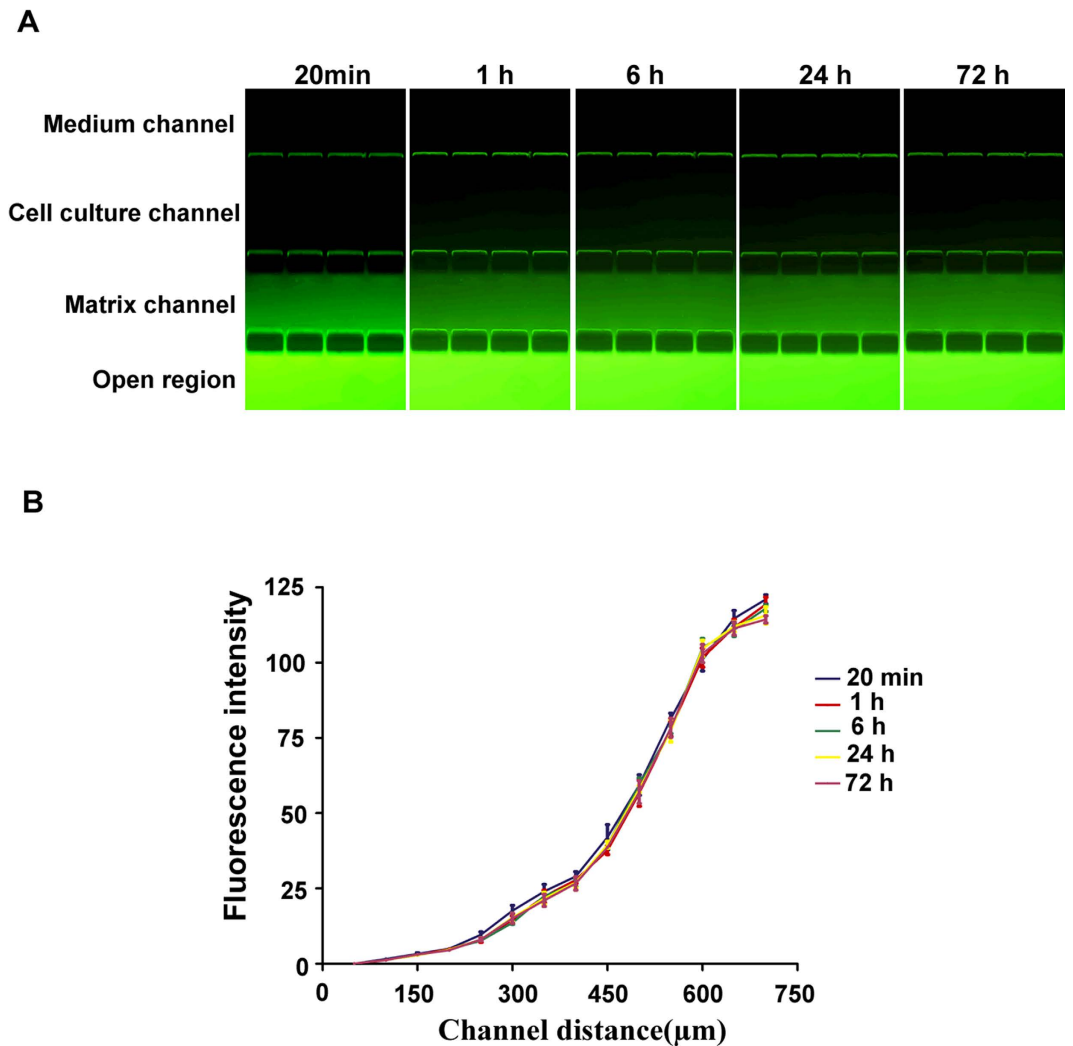 A
20min 1 h 6 h 24 h 72 h
Medium channel
Cell culture channel
Matrix channel
Open region
B
Fluorescence intensity
125
100
75
50
25
0
0 150 300 450 600 750
Channel distance(µm)
20 min
1 h
6 h
24 h
72 h